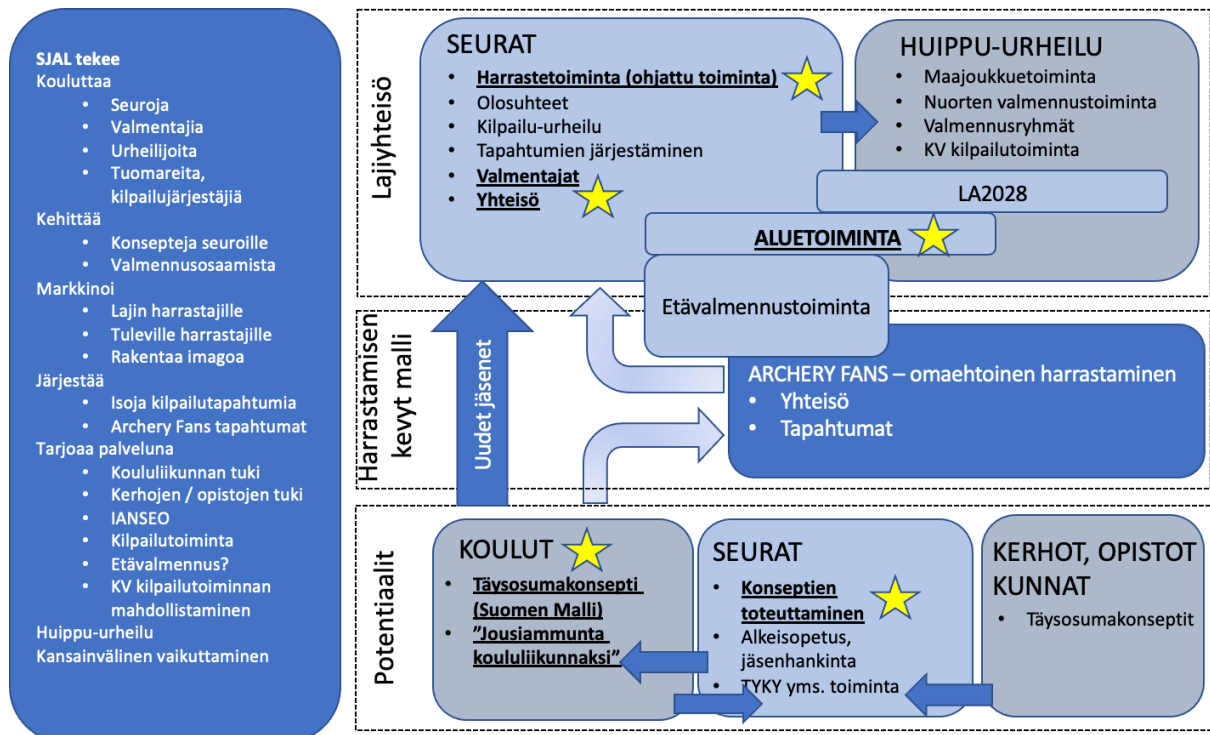 SJAL tekee
Kouluttaa
• Seuroja
• Valmentajia
• Urheilijoita
• Tuomareita,
kilpailujärjestäjiä
Kehittää
• Konsepteja seuroille
• Valmennusosaamista
Markkinoi
• Lajin harrastajille
• Tuleville harrastajille
• Rakentaa imagoa
Järjestää
• Isoja kilpailutapahtumia
• Archery Fans tapahtumat
Tarjoaa palveluna
• Koululiikunnan tuki
• Kerhojen / opistojen tuki
• IANSEO
• Kilpailutoiminta
• Etävalmennus?
• KV kilpailutoiminnan
mahdollistaminen
Huippu-urheilu
Kansainvälinen vaikuttaminen
Lajiyhteisö
SEURAT
• Harrastetoiminta (ohjattu toiminta)
• Olosuhteet
• Kilpailu-urheilu
• Tapahtumien järjestäminen
• Valmentajat
• Yhteisö
HUIPPU-URHEILU
• Maajoukkuetoiminta
• Nuorten valmennustoiminta
• Valmennusryhmät
• KV kilpailutoiminta
LA2028
ALUETOIMINTA
Etävalmennustoiminta
Harrastamisen
kevyt malli
Uudet jäsenet
ARCHERY FANS – omaehtoinen harrastaminen
• Yhteisö
• Tapahtumat
Potentiaalit
KOULUT
• Täysosumakonsepti
(Suomen Malli)
• ”Jousiammunta
koululiikunnaksi”
SEURAT
• Konseptien
toteuttaminen
• Alkeisopetus,
jäsenhankinta
• TYKY yms. toiminta
KERHOT, OPISTOT
KUNNAT
• Täysosumakonseptit